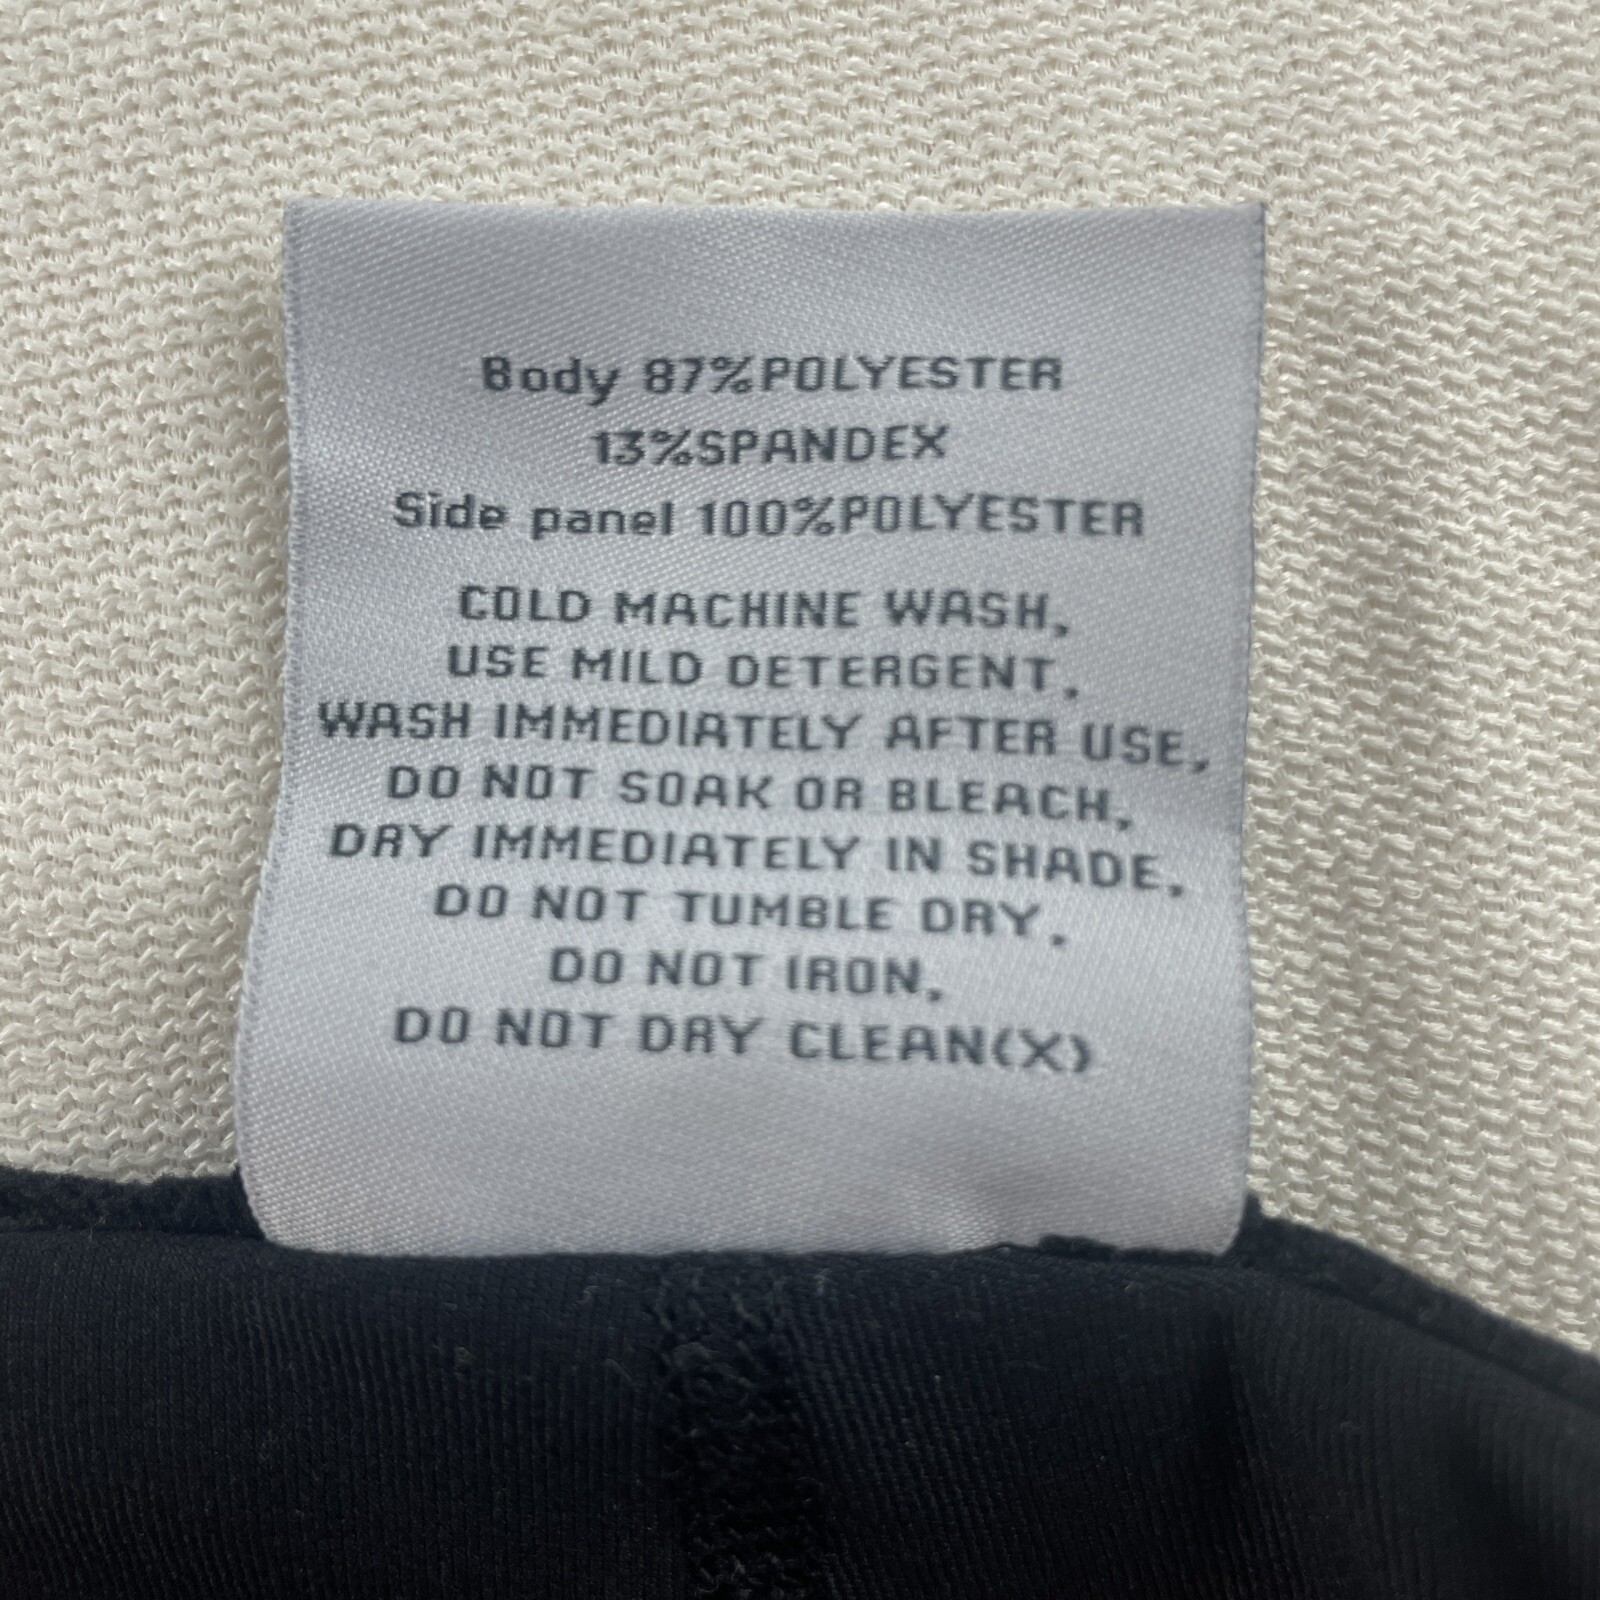 Body 87%POLYESTER
13%SPANDEX
Side panel 100%POLYESTER
COLD MACHINE WASH,
USE MILD DETERGENT,
WASH IMMEDIATELY AFTER USE,
DO NOT SOAK OR BLEACH,
DRY IMMEDIATELY IN SHADE,
DO NOT TUMBLE DRY,
DO NOT IRON,
DO NOT DRY CLEAN(X)